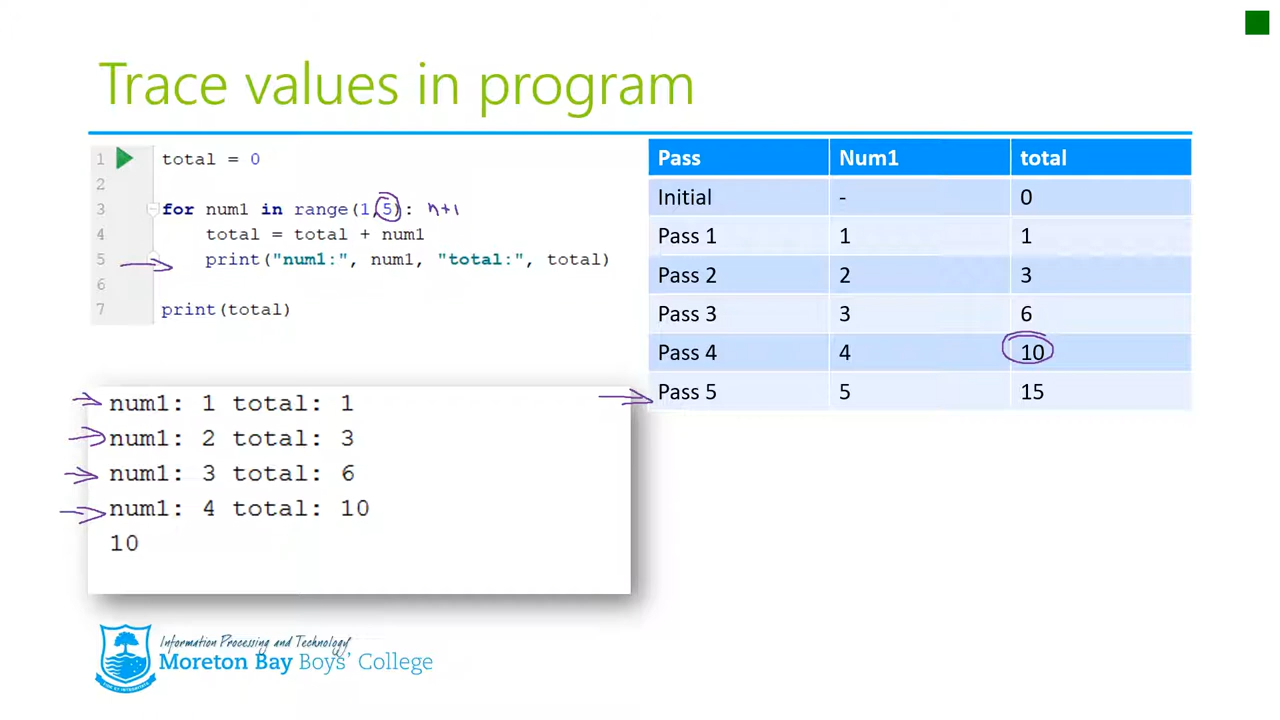 Trace values in program
1 total = 0
2
3 for num1 in range(1,5): n+1
4 total = total + num1
5 print("num1:", num1, "total:", total)
6
7 print(total)
Pass Num1 total
Initial - 0
Pass 1 1 1
Pass 2 2 3
Pass 3 3 6
Pass 4 4 10
Pass 5 5 15
num1: 1 total: 1
num1: 2 total: 3
num1: 3 total: 6
num1: 4 total: 10
10
Information Processing and Technology
Moreton Bay Boys' College